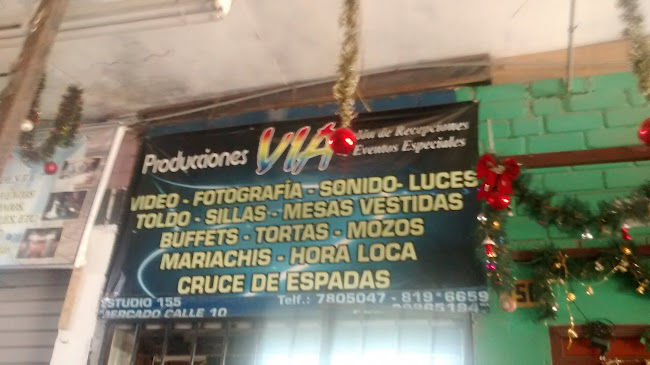 Producciones VIA
de Recepciones
Eventos Especiales
VIDEO - FOTOGRAFÍA - SONIDO - LUCES
TOLDO - SILLAS - MESAS VESTIDAS
BUFFETS - TORTAS - MOZOS
MARIACHIS - HORA LOCA
CRUCE DE ESPADAS
STUDIO 155
MERCADO CALLE 10
Telf.: 7805047 - 819*6659